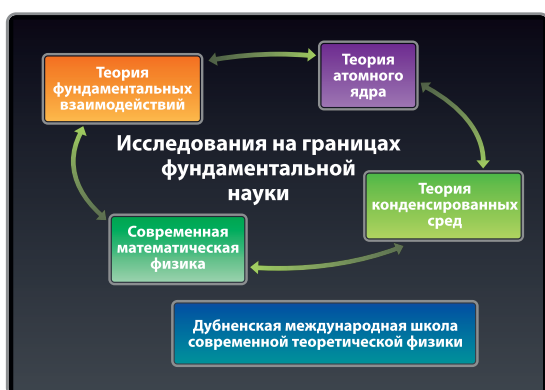 Теория
фундаментальных
взаимодействий
Теория
атомного
ядра
Исследования на границах
фундаментальной
науки
Теория
конденсированных
сред
Современная
математическая
физика
Дубненская международная школа
современной теоретической физики